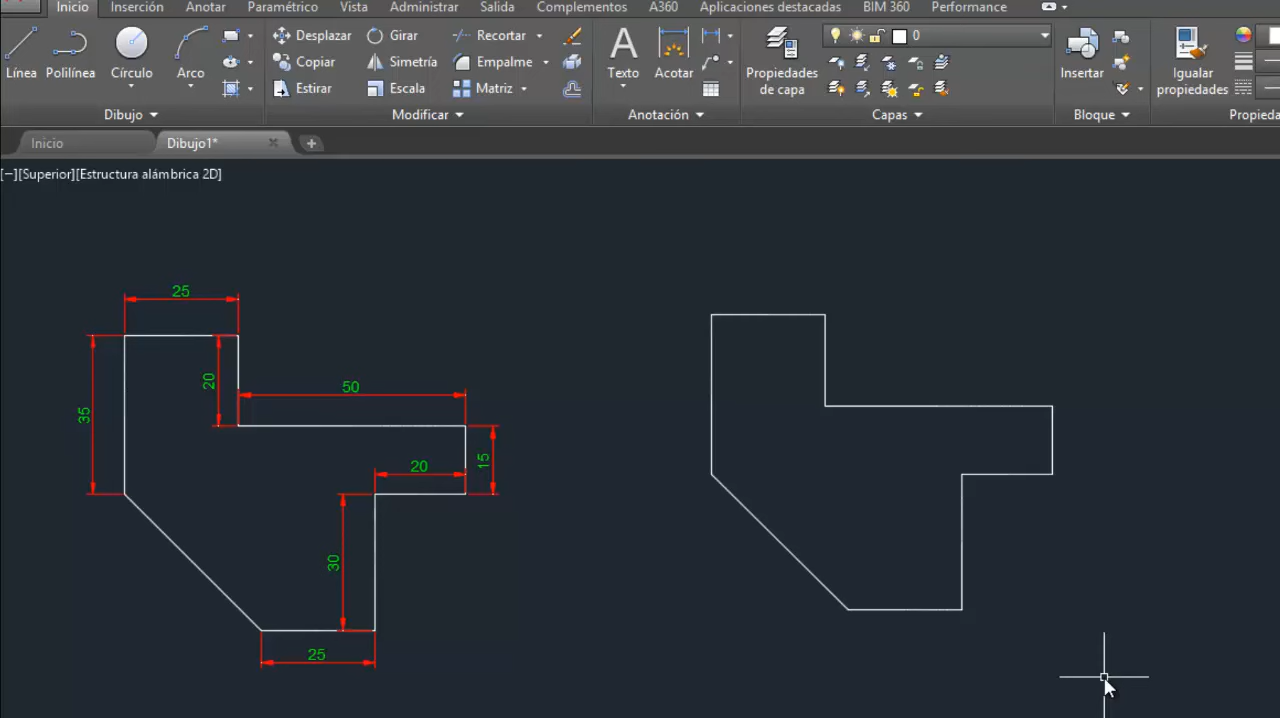 Inicio Inserción Anotar Paramétrico Vista Administrar Salida Complementos A360 Aplicaciones destacadas BIM 360 Performance
Línea Polilínea Círculo Arco
Desplazar Girar Recortar
Copiar Simetría Empalme
Estirar Escala Matriz
Texto Acotar
Propiedades de capa
0
Insertar
Igualar propiedades
Dibujo Modificar Anotación Capas Bloque
Inicio Dibujo1*
[−][Superior][Estructura alámbrica 2D]
25
20
50
35
20
15
30
25